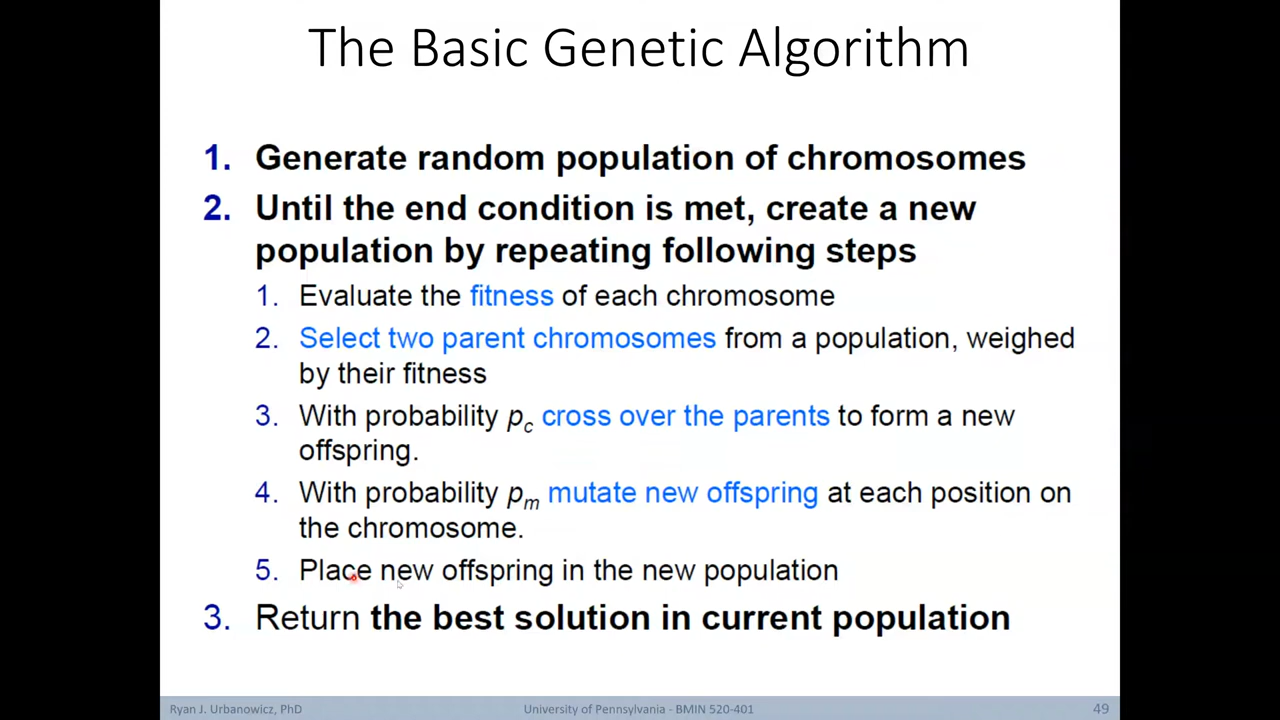 The Basic Genetic Algorithm
1. Generate random population of chromosomes
2. Until the end condition is met, create a new
population by repeating following steps
1. Evaluate the fitness of each chromosome
2. Select two parent chromosomes from a population, weighed
by their fitness
3. With probability pc cross over the parents to form a new
offspring.
4. With probability pm mutate new offspring at each position on
the chromosome.
5. Place new offspring in the new population
3. Return the best solution in current population
Ryan J. Urbanowicz, PhD University of Pennsylvania - BMIN 520-401 49